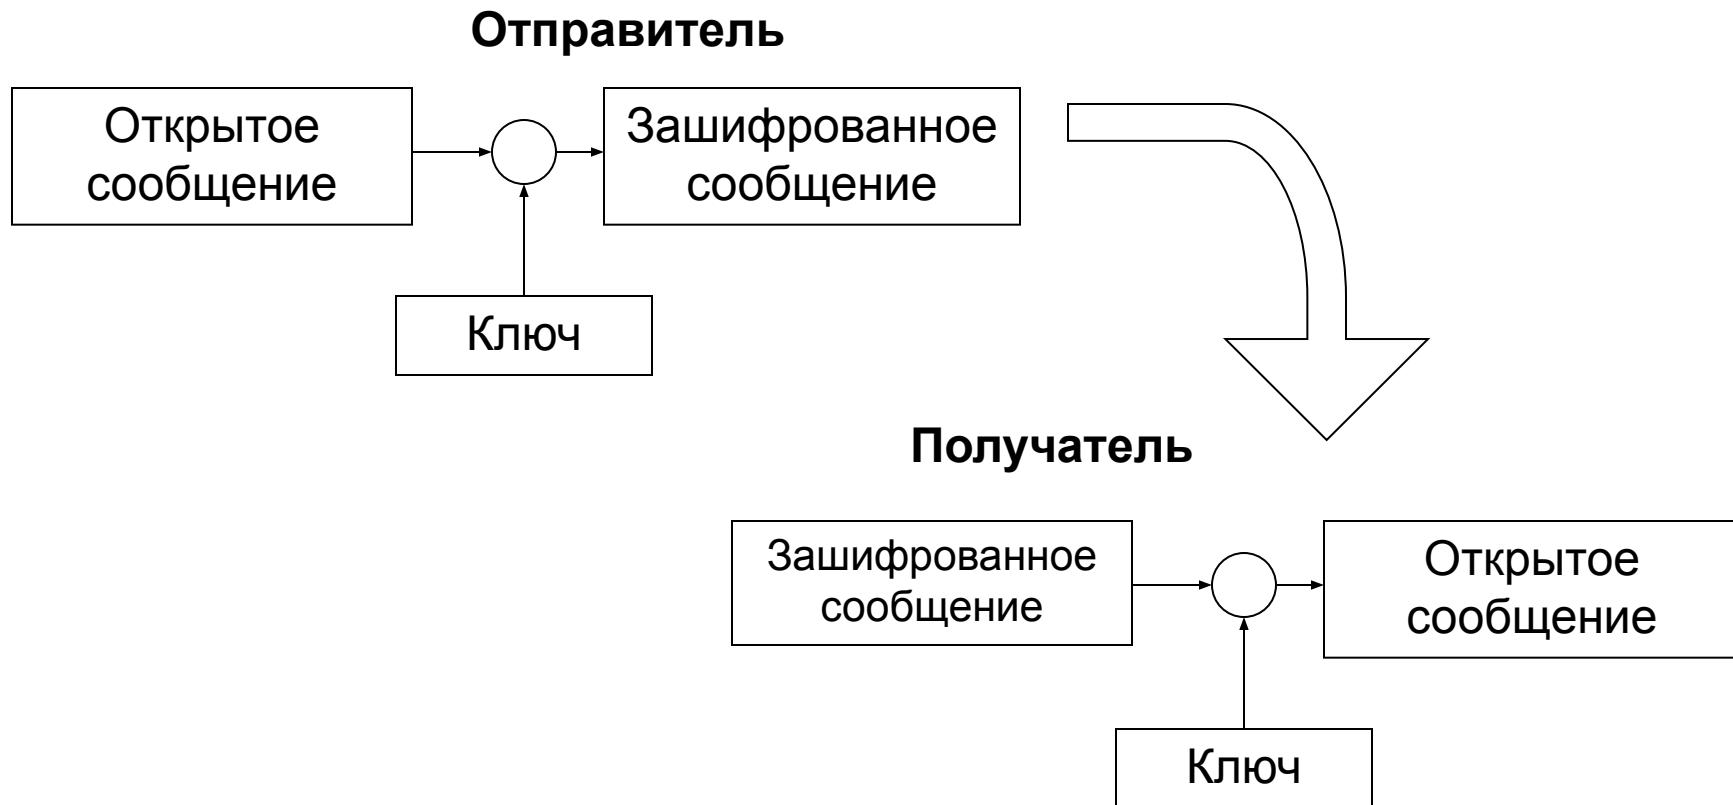 Отправитель
Открытое
сообщение
Зашифрованное
сообщение
Ключ
Получатель
Зашифрованное
сообщение
Открытое
сообщение
Ключ